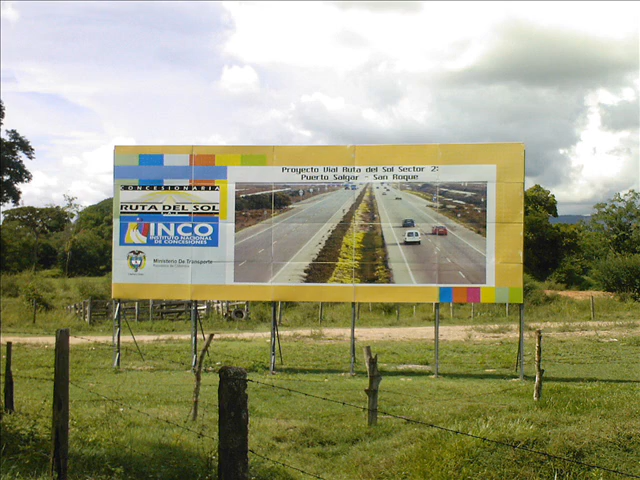 Proyecto Vial Ruta del Sol Sector 2:
Puerto Salgar - San Roque
CONCESIONARIA
RUTA DEL SOL
INCO
INSTITUTO NACIONAL
DE CONCESIONES
Ministerio De Transporte